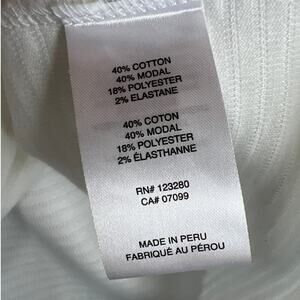 40% COTTON
40% MODAL
18% POLYESTER
2% ELASTANE
40% COTON
40% MODAL
18% POLYESTER
2% ÉLASTHANNE
RN# 123280
CA# 07099
MADE IN PERU
FABRIQUÉ AU PÉROU